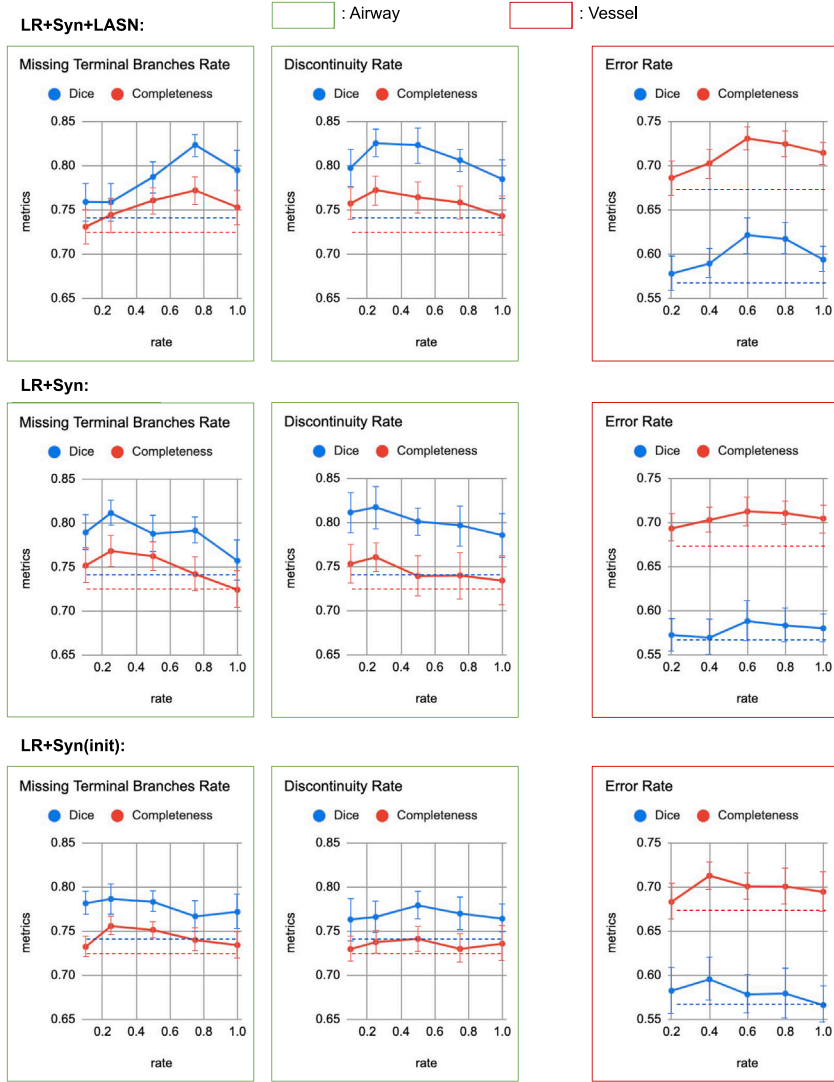 : Airway : Vessel
LR+Syn+LASN:
Missing Terminal Branches Rate
Dice Completeness
0.85
0.80
0.75
0.70
0.65
metrics
0.2 0.4 0.6 0.8 1.0
rate
Discontinuity Rate
Dice Completeness
0.85
0.80
0.75
0.70
0.65
metrics
0.2 0.4 0.6 0.8 1.0
rate
Error Rate
Dice Completeness
0.75
0.70
0.65
0.60
0.55
metrics
0.2 0.4 0.6 0.8 1.0
rate
LR+Syn:
Missing Terminal Branches Rate
Dice Completeness
0.85
0.80
0.75
0.70
0.65
metrics
0.2 0.4 0.6 0.8 1.0
rate
Discontinuity Rate
Dice Completeness
0.85
0.80
0.75
0.70
0.65
metrics
0.2 0.4 0.6 0.8 1.0
rate
Error Rate
Dice Completeness
0.75
0.70
0.65
0.60
0.55
metrics
0.2 0.4 0.6 0.8 1.0
rate
LR+Syn(init):
Missing Terminal Branches Rate
Dice Completeness
0.85
0.80
0.75
0.70
0.65
metrics
0.2 0.4 0.6 0.8 1.0
rate
Discontinuity Rate
Dice Completeness
0.85
0.80
0.75
0.70
0.65
metrics
0.2 0.4 0.6 0.8 1.0
rate
Error Rate
Dice Completeness
0.75
0.70
0.65
0.60
0.55
metrics
0.2 0.4 0.6 0.8 1.0
rate